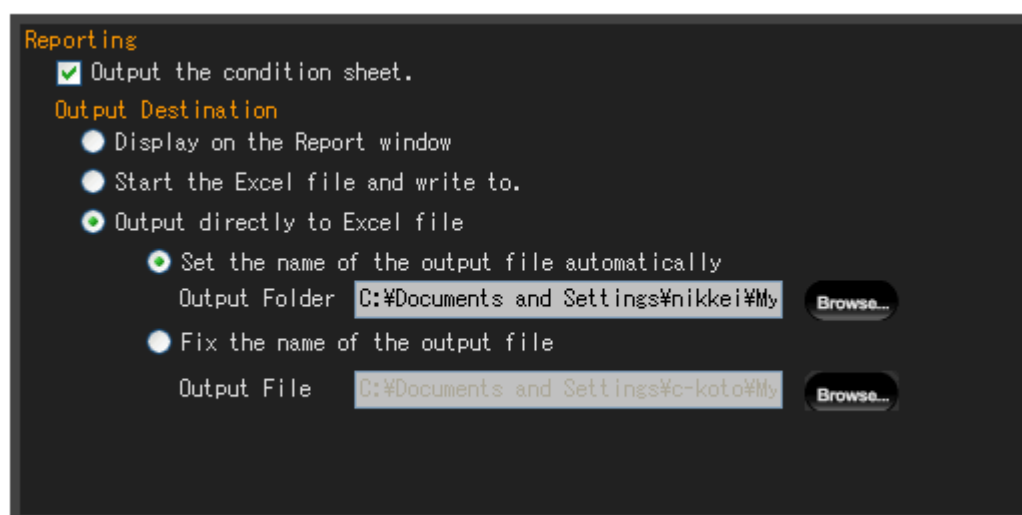 Reporting
Output the condition sheet.
Output Destination
Display on the Report window
Start the Excel file and write to.
Output directly to Excel file
Set the name of the output file automatically
Output Folder C:¥Documents and Settings¥nikkei¥My Browse...
Fix the name of the output file
Output File C:¥Documents and Settings¥c-koto¥My Browse...